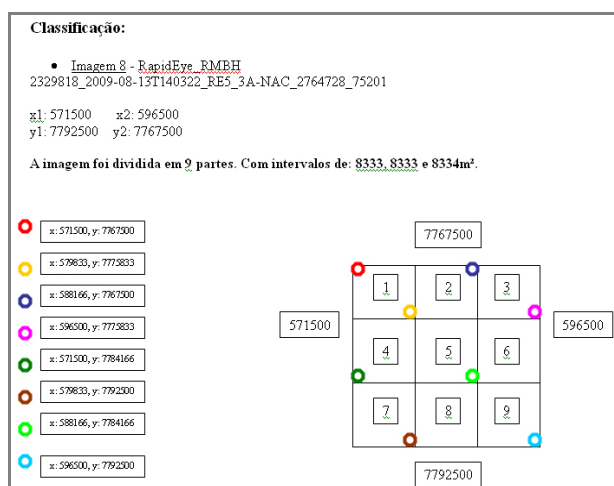 Classificação:
• Imagem 8 - RapidEye_RMBH
2329818_2009-08-13T140322_RE5_3A-NAC_2764728_75201
x1: 571500 x2: 596500
y1: 7792500 y2: 7767500
A imagem foi dividida em 9 partes. Com intervalos de: 8333, 8333 e 8334m².
x: 571500, y: 7767500
x: 579833, y: 7775833
x: 588166, y: 7767500
x: 596500, y: 7775833
x: 571500, y: 7784166
x: 579833, y: 7792500
x: 588166, y: 7784166
x: 596500, y: 7792500
7767500
1 2 3
571500
596500
4 5 6
7 8 9
7792500